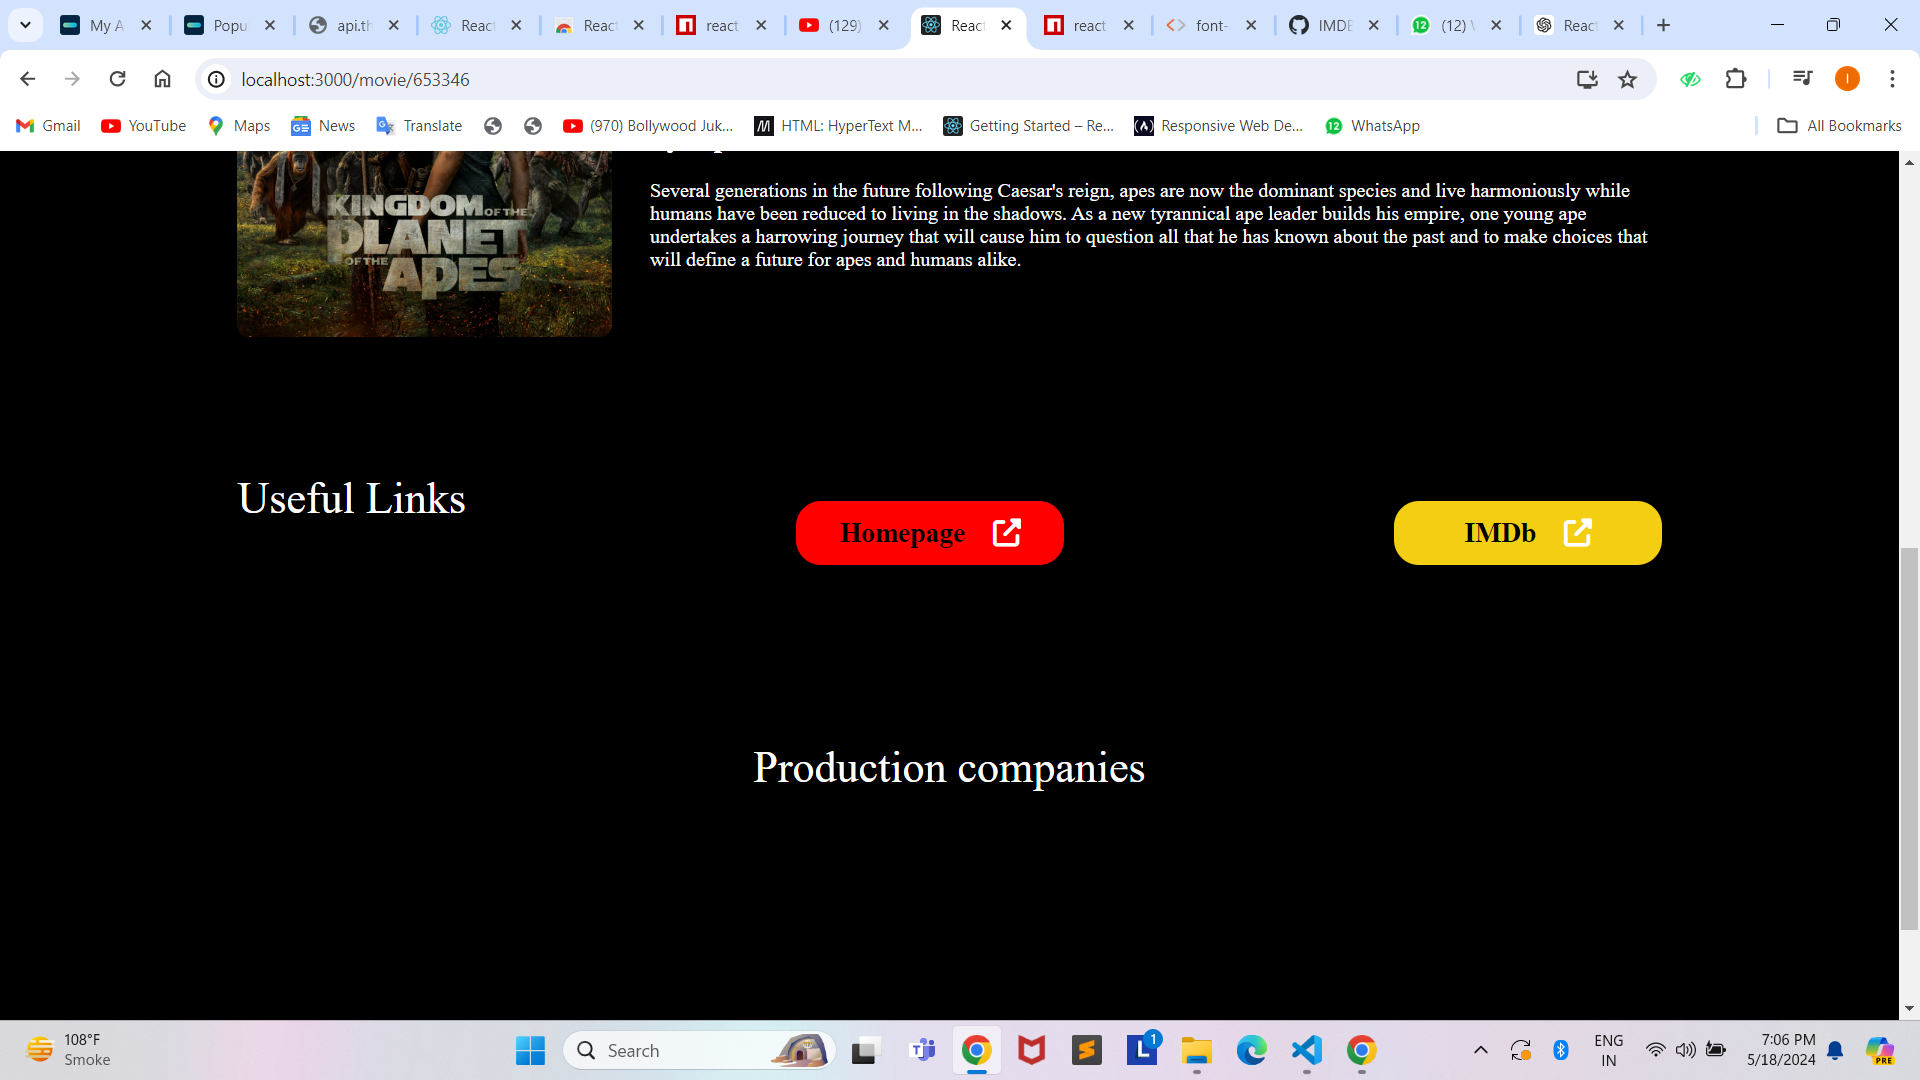 My A
Popu
api.th
React
React
react
(129)
React
react
font-
IMDB
(12)
React
localhost:3000/movie/653346
Gmail
YouTube
Maps
News
Translate
(970) Bollywood Juk...
HTML: HyperText M...
Getting Started – Re...
Responsive Web De...
WhatsApp
All Bookmarks
KINGDOM OF THE
PLANET
OF THE APES
Several generations in the future following Caesar's reign, apes are now the dominant species and live harmoniously while
humans have been reduced to living in the shadows. As a new tyrannical ape leader builds his empire, one young ape
undertakes a harrowing journey that will cause him to question all that he has known about the past and to make choices that
will define a future for apes and humans alike.
Useful Links
Homepage
IMDb
Production companies
108°F
Smoke
Search
1
ENG
IN
7:06 PM
5/18/2024
PRE